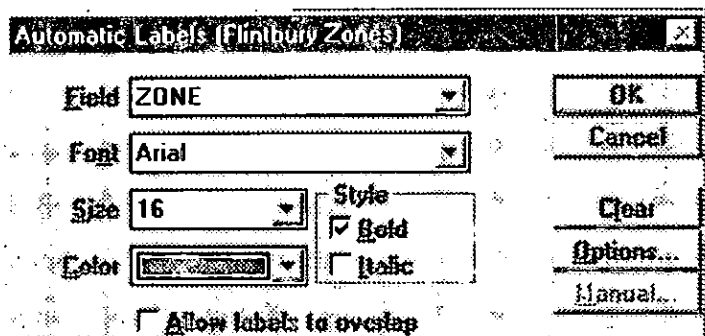 Automatic Labels (Flintbury Zones)
Field ZONE
OK
Font Arial
Cancel
Size 16
Style
Bold
Clear
Color
Italic
Options...
Manual...
Allow labels to overlap